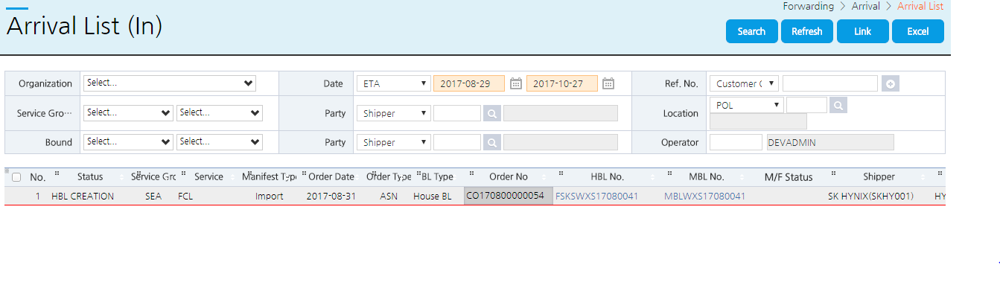 Forwarding > Arrival > Arrival List
Arrival List (In)
Search Refresh Link Excel
Organization Select... Date ETA 2017-08-29 2017-10-27 Ref. No. Customer (
Service Gro··· Select... Select... Party Shipper Location POL
Bound Select... Select... Party Shipper Operator DEVADMIN
No. Status Service Grc Service Manifest Type Order Date Order Type BL Type Order No HBL No. MBL No. M/F Status Shipper
1 HBL CREATION SEA FCL Import 2017-08-31 ASN House BL CO170800000054 FSKSWXS17080041 MBLWXS17080041 SK HYNIX(SKHY001) HY